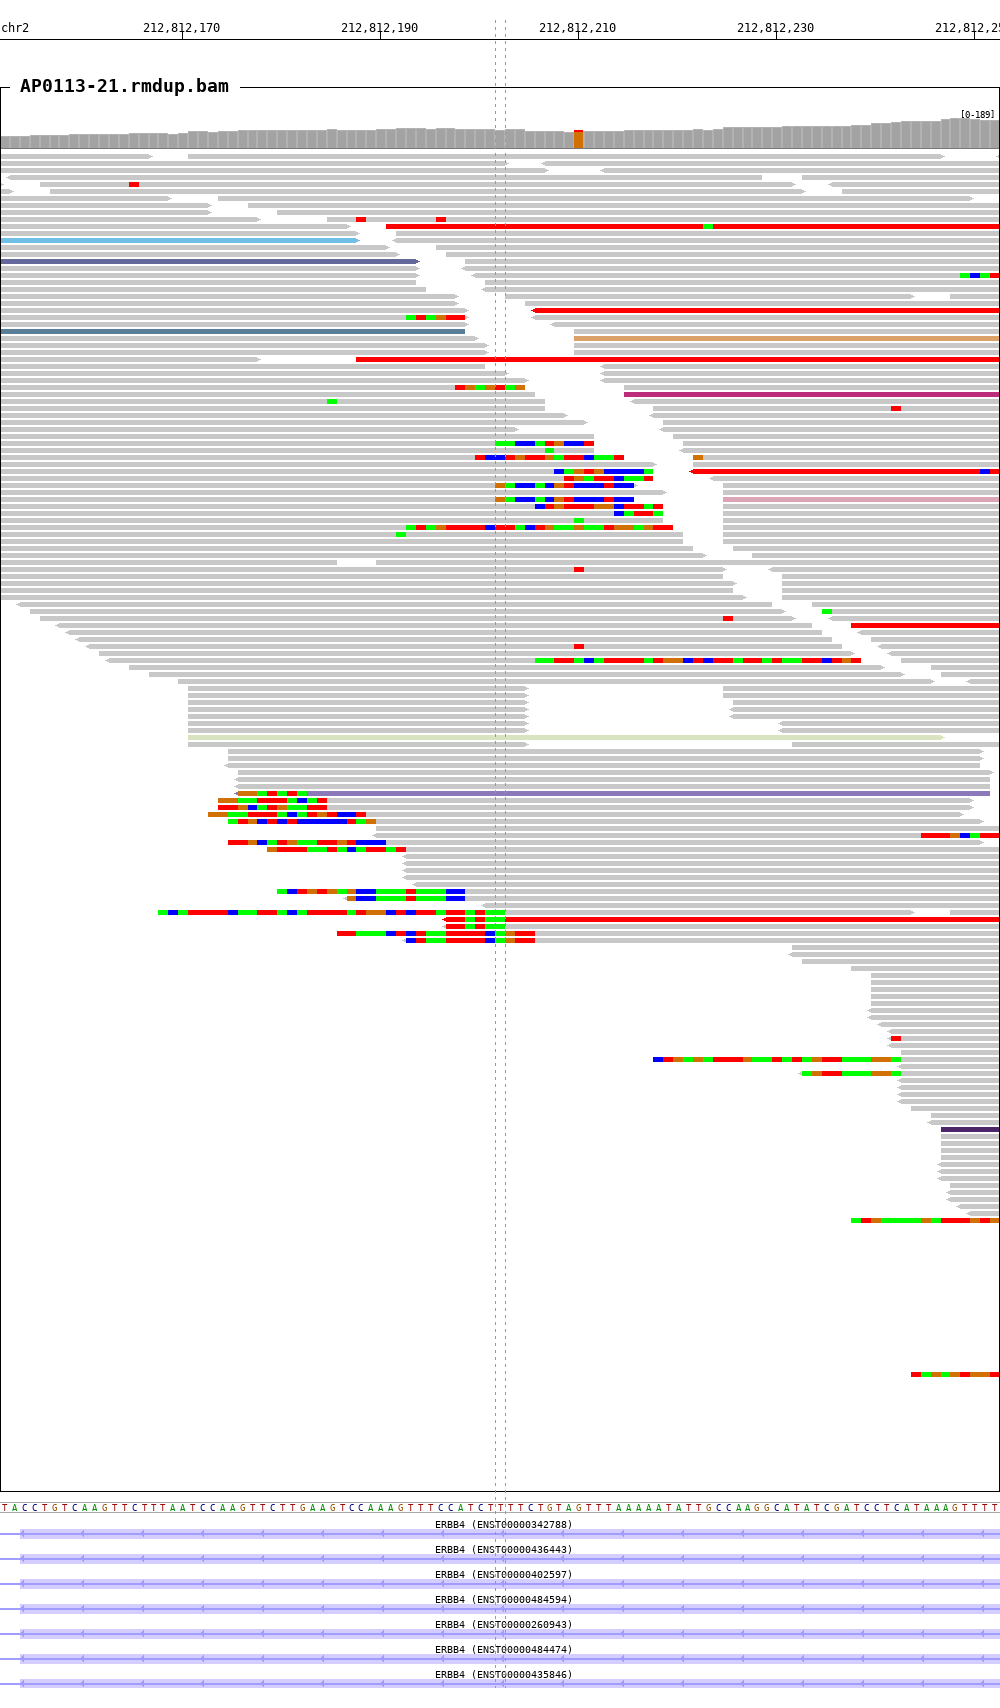 chr2 212,812,170 212,812,190 212,812,210 212,812,230 212,812,25
AP0113-21.rmdup.bam
[0-189]
TACCTGTCAAGTTCTTTAATCCAAGTTCTTGAAGTCCAAAGTTTCCATCTTTTCTGTAGTTTAAAAATATTGCCAAGGCATATCGATCCTCATAAAGTTTT
ERBB4 (ENST00000342788)
ERBB4 (ENST00000436443)
ERBB4 (ENST00000402597)
ERBB4 (ENST00000484594)
ERBB4 (ENST00000260943)
ERBB4 (ENST00000484474)
ERBB4 (ENST00000435846)